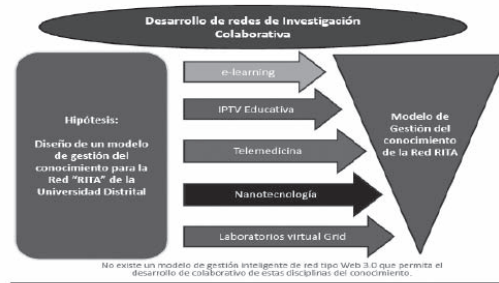 Desarrollo de redes de Investigación
Colaborativa
Hipótesis:
Diseño de un modelo
de gestión del
conocimiento para la
Red "RITA" de la
Universidad Distrital
e-learning
IPTV Educativa
Telemedicina
Nanotecnología
Laboratorios virtual Grid
Modelo de
Gestión del
conocimiento
de la Red RITA
No existe un modelo de gestión inteligente de red tipo Web 3.0 que permita el
desarrollo de colaborativo de estas disciplinas del conocimiento.